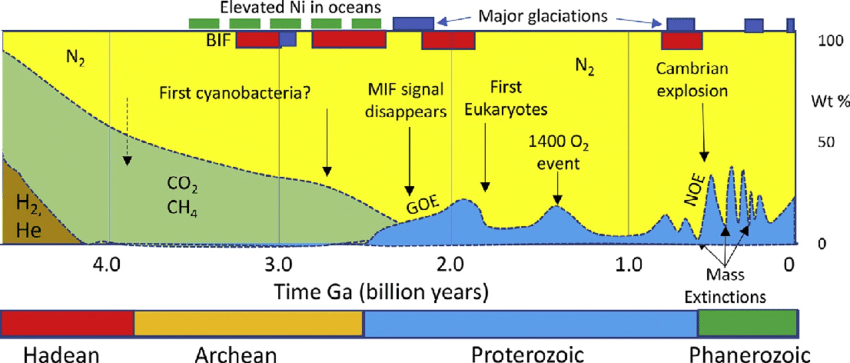 Elevated Ni in oceans
Major glaciations
BIF
100
N2
N2
Cambrian
explosion
First cyanobacteria?
MIF signal
disappears
First
Eukaryotes
Wt %
50
1400 O2
event
CO2
CH4
H2,
He
GOE
NOE
0
4.0
3.0
2.0
1.0
0
Mass
Extinctions
Time Ga (billion years)
Hadean
Archean
Proterozoic
Phanerozoic